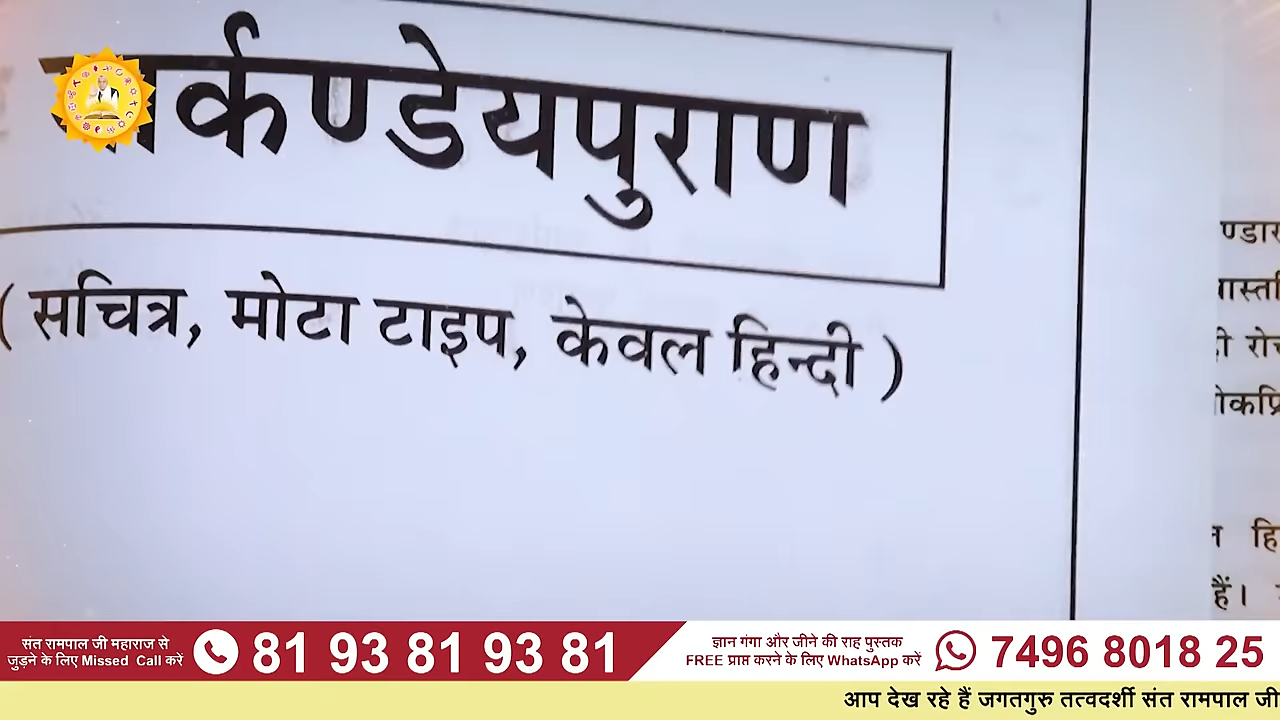 र्कण्डेयपुराण
( सचित्र, मोटा टाइप, केवल हिन्दी )
संत रामपाल जी महाराज से
जुड़ने के लिए Missed Call करें
81 93 81 93 81
ज्ञान गंगा और जीने की राह पुस्तक
FREE प्राप्त करने के लिए WhatsApp करें
7496 8018 25
आप देख रहे हैं जगतगुरु तत्वदर्शी संत रामपाल जी